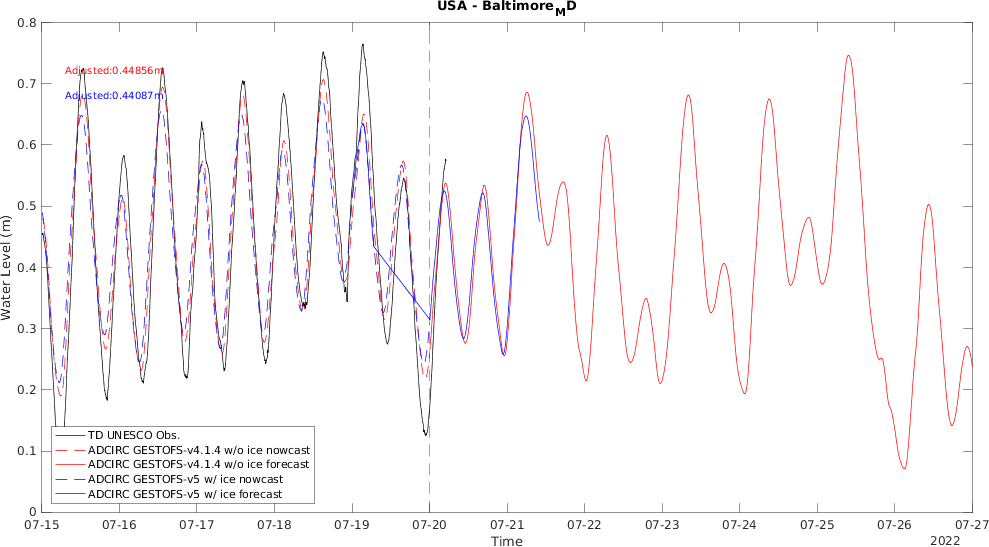 USA - BaltimoreMD
0.8
0.7
0.6
0.5
0.4
0.3
0.2
0.1
0
Water Level (m)
Adjusted:0.44856m
Adjusted:0.44087m
TD UNESCO Obs.
ADCIRC GESTOFS-v4.1.4 w/o ice nowcast
ADCIRC GESTOFS-v4.1.4 w/o ice forecast
ADCIRC GESTOFS-v5 w/ ice nowcast
ADCIRC GESTOFS-v5 w/ ice forecast
07-15 07-16 07-17 07-18 07-19 07-20 07-21 07-22 07-23 07-24 07-25 07-26 07-27
Time
2022